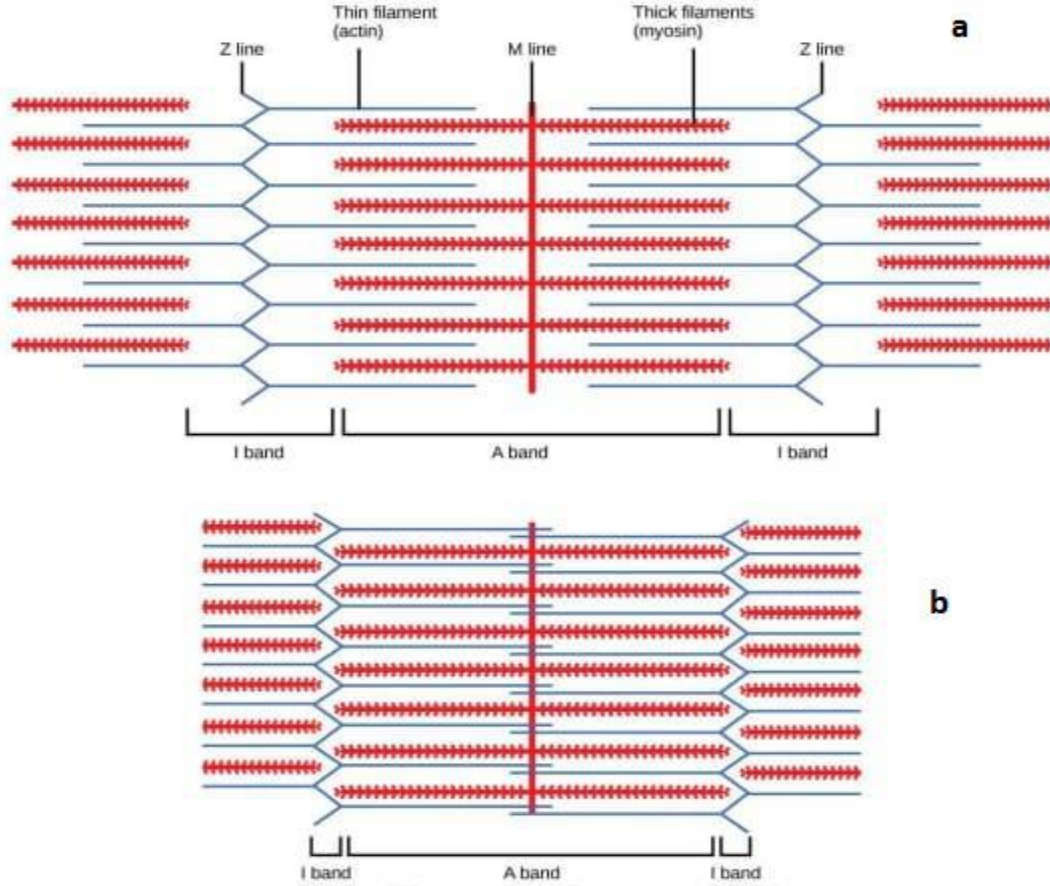 Thin filament
(actin)
Thick filaments
(myosin)
a
Z line
M line
Z line
I band
A band
I band
b
I band
A band
I band